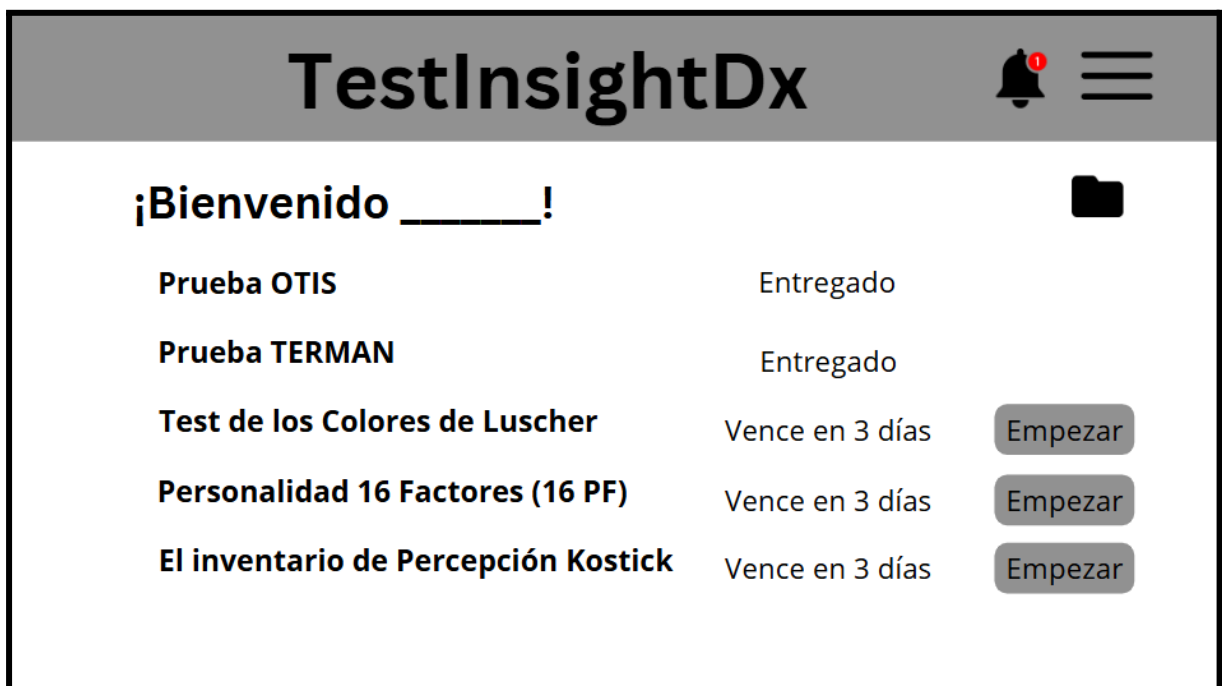 TestInsightDx
1
¡Bienvenido _______!
Prueba OTIS Entregado
Prueba TERMAN Entregado
Test de los Colores de Luscher Vence en 3 días Empezar
Personalidad 16 Factores (16 PF) Vence en 3 días Empezar
El inventario de Percepción Kostick Vence en 3 días Empezar